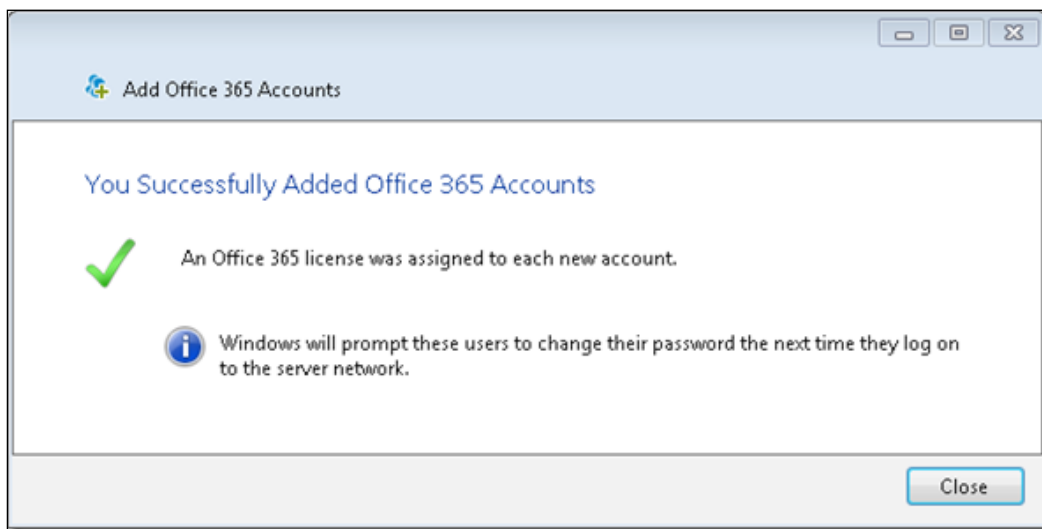 Add Office 365 Accounts
You Successfully Added Office 365 Accounts
An Office 365 license was assigned to each new account.
Windows will prompt these users to change their password the next time they log on
to the server network.
Close